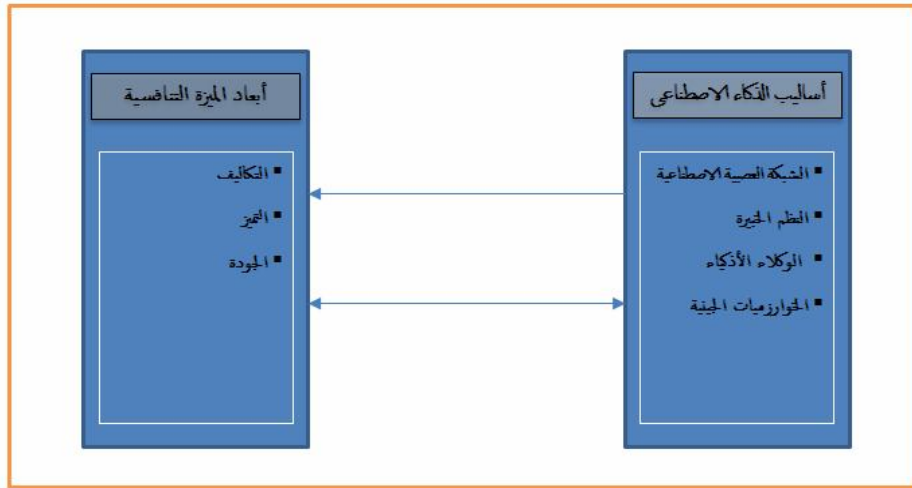 أساليب الذكاء الاصطناعي
▪ الشبكة العصبية الاصطناعية
▪ النظم الخبيرة
▪ الوكلاء الأذكياء
▪ الخوارزميات الجينية
أبعاد الميزة التنافسية
▪ التكاليف
▪ التميز
▪ الجودة